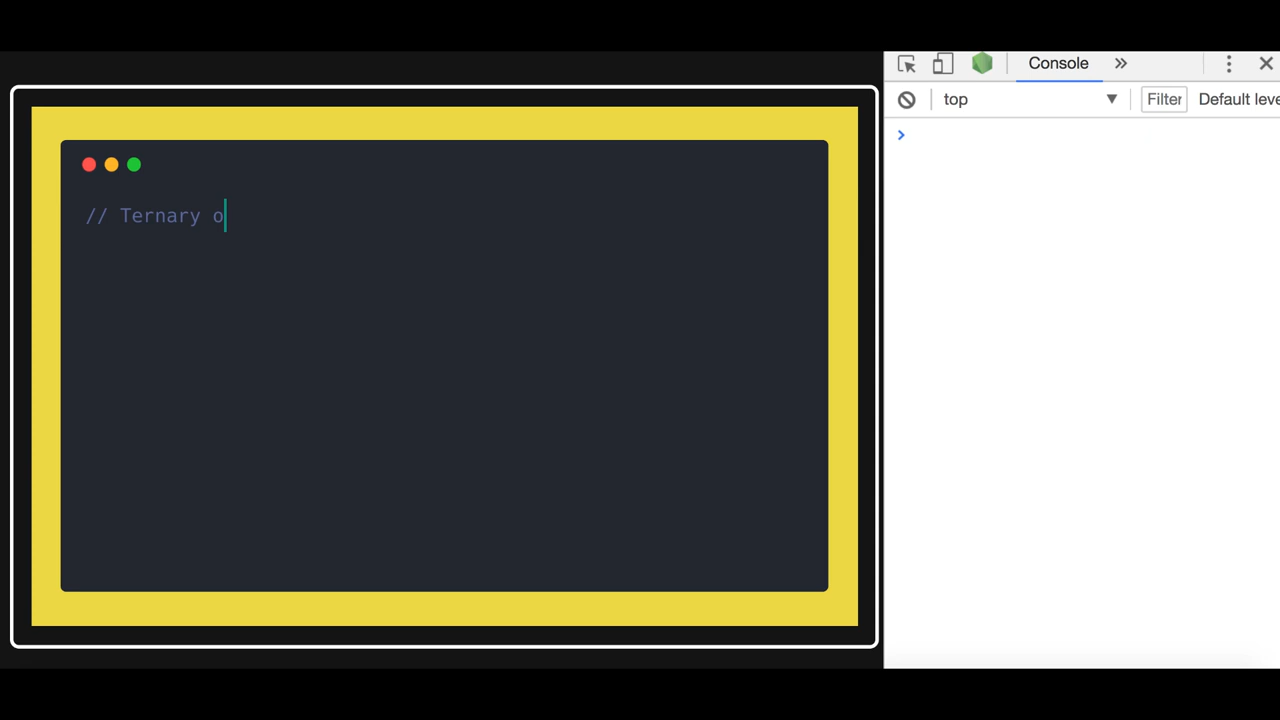 Console »
top ▼ Filter Default leve
›
// Ternary o